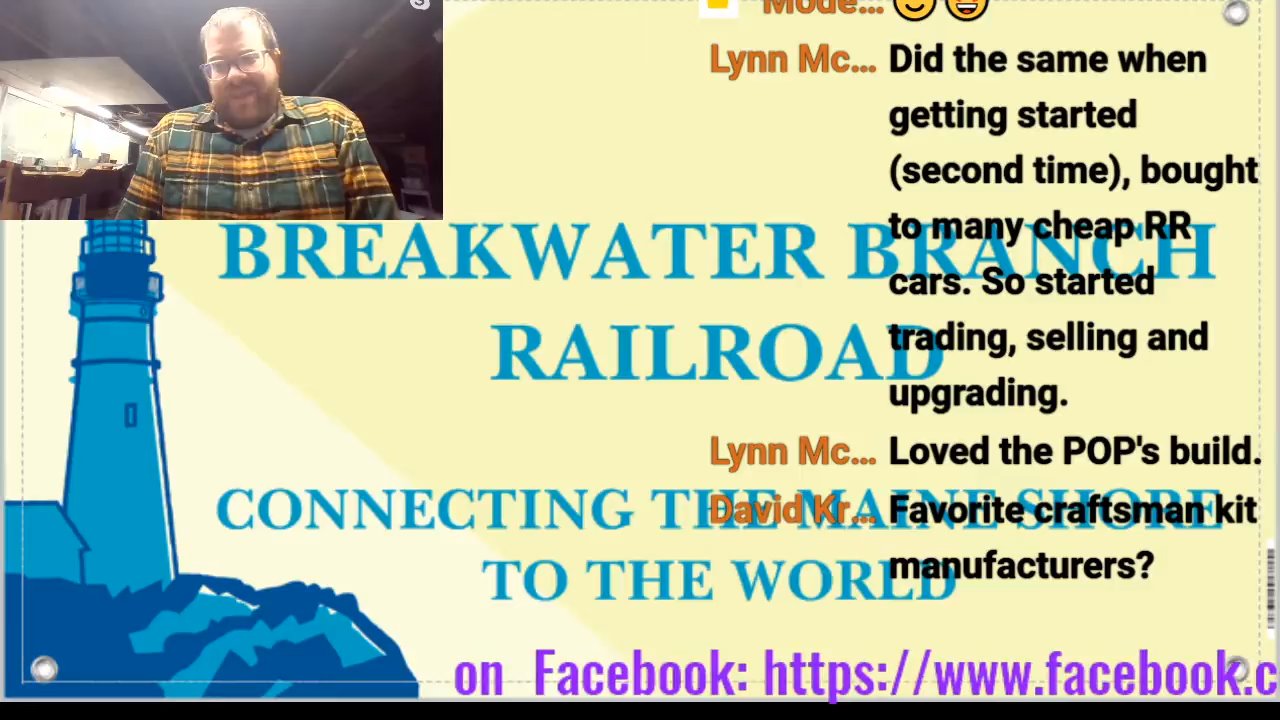 Mode...
Lynn Mc... Did the same when
getting started
(second time), bought
to many cheap RR
cars. So started
trading, selling and
upgrading.
Lynn Mc... Loved the POP's build.
David Kr... Favorite craftsman kit
manufacturers?
BREAKWATER BRANCH
RAILROAD
CONNECTING THE MAINE SHORE
TO THE WORLD
on Facebook: https://www.facebook.c